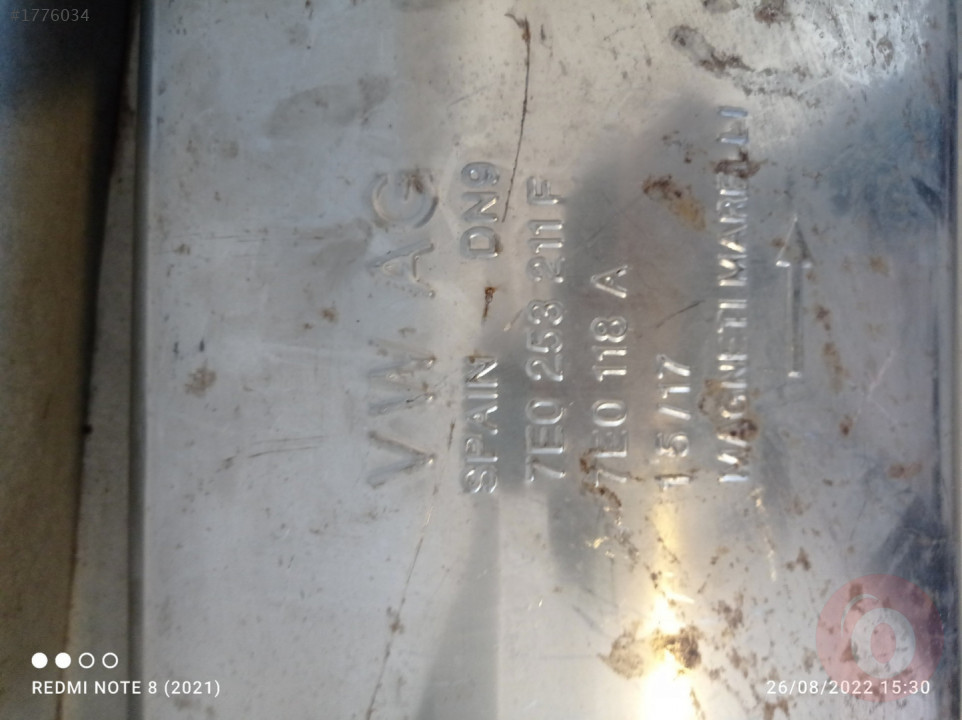 #1776034
VW AG
SPAIN DN9
7E0 253 211 F
7E0 118 A
15/17
MAGNETI MARELLI
REDMI NOTE 8 (2021)
26/08/2022 15:30